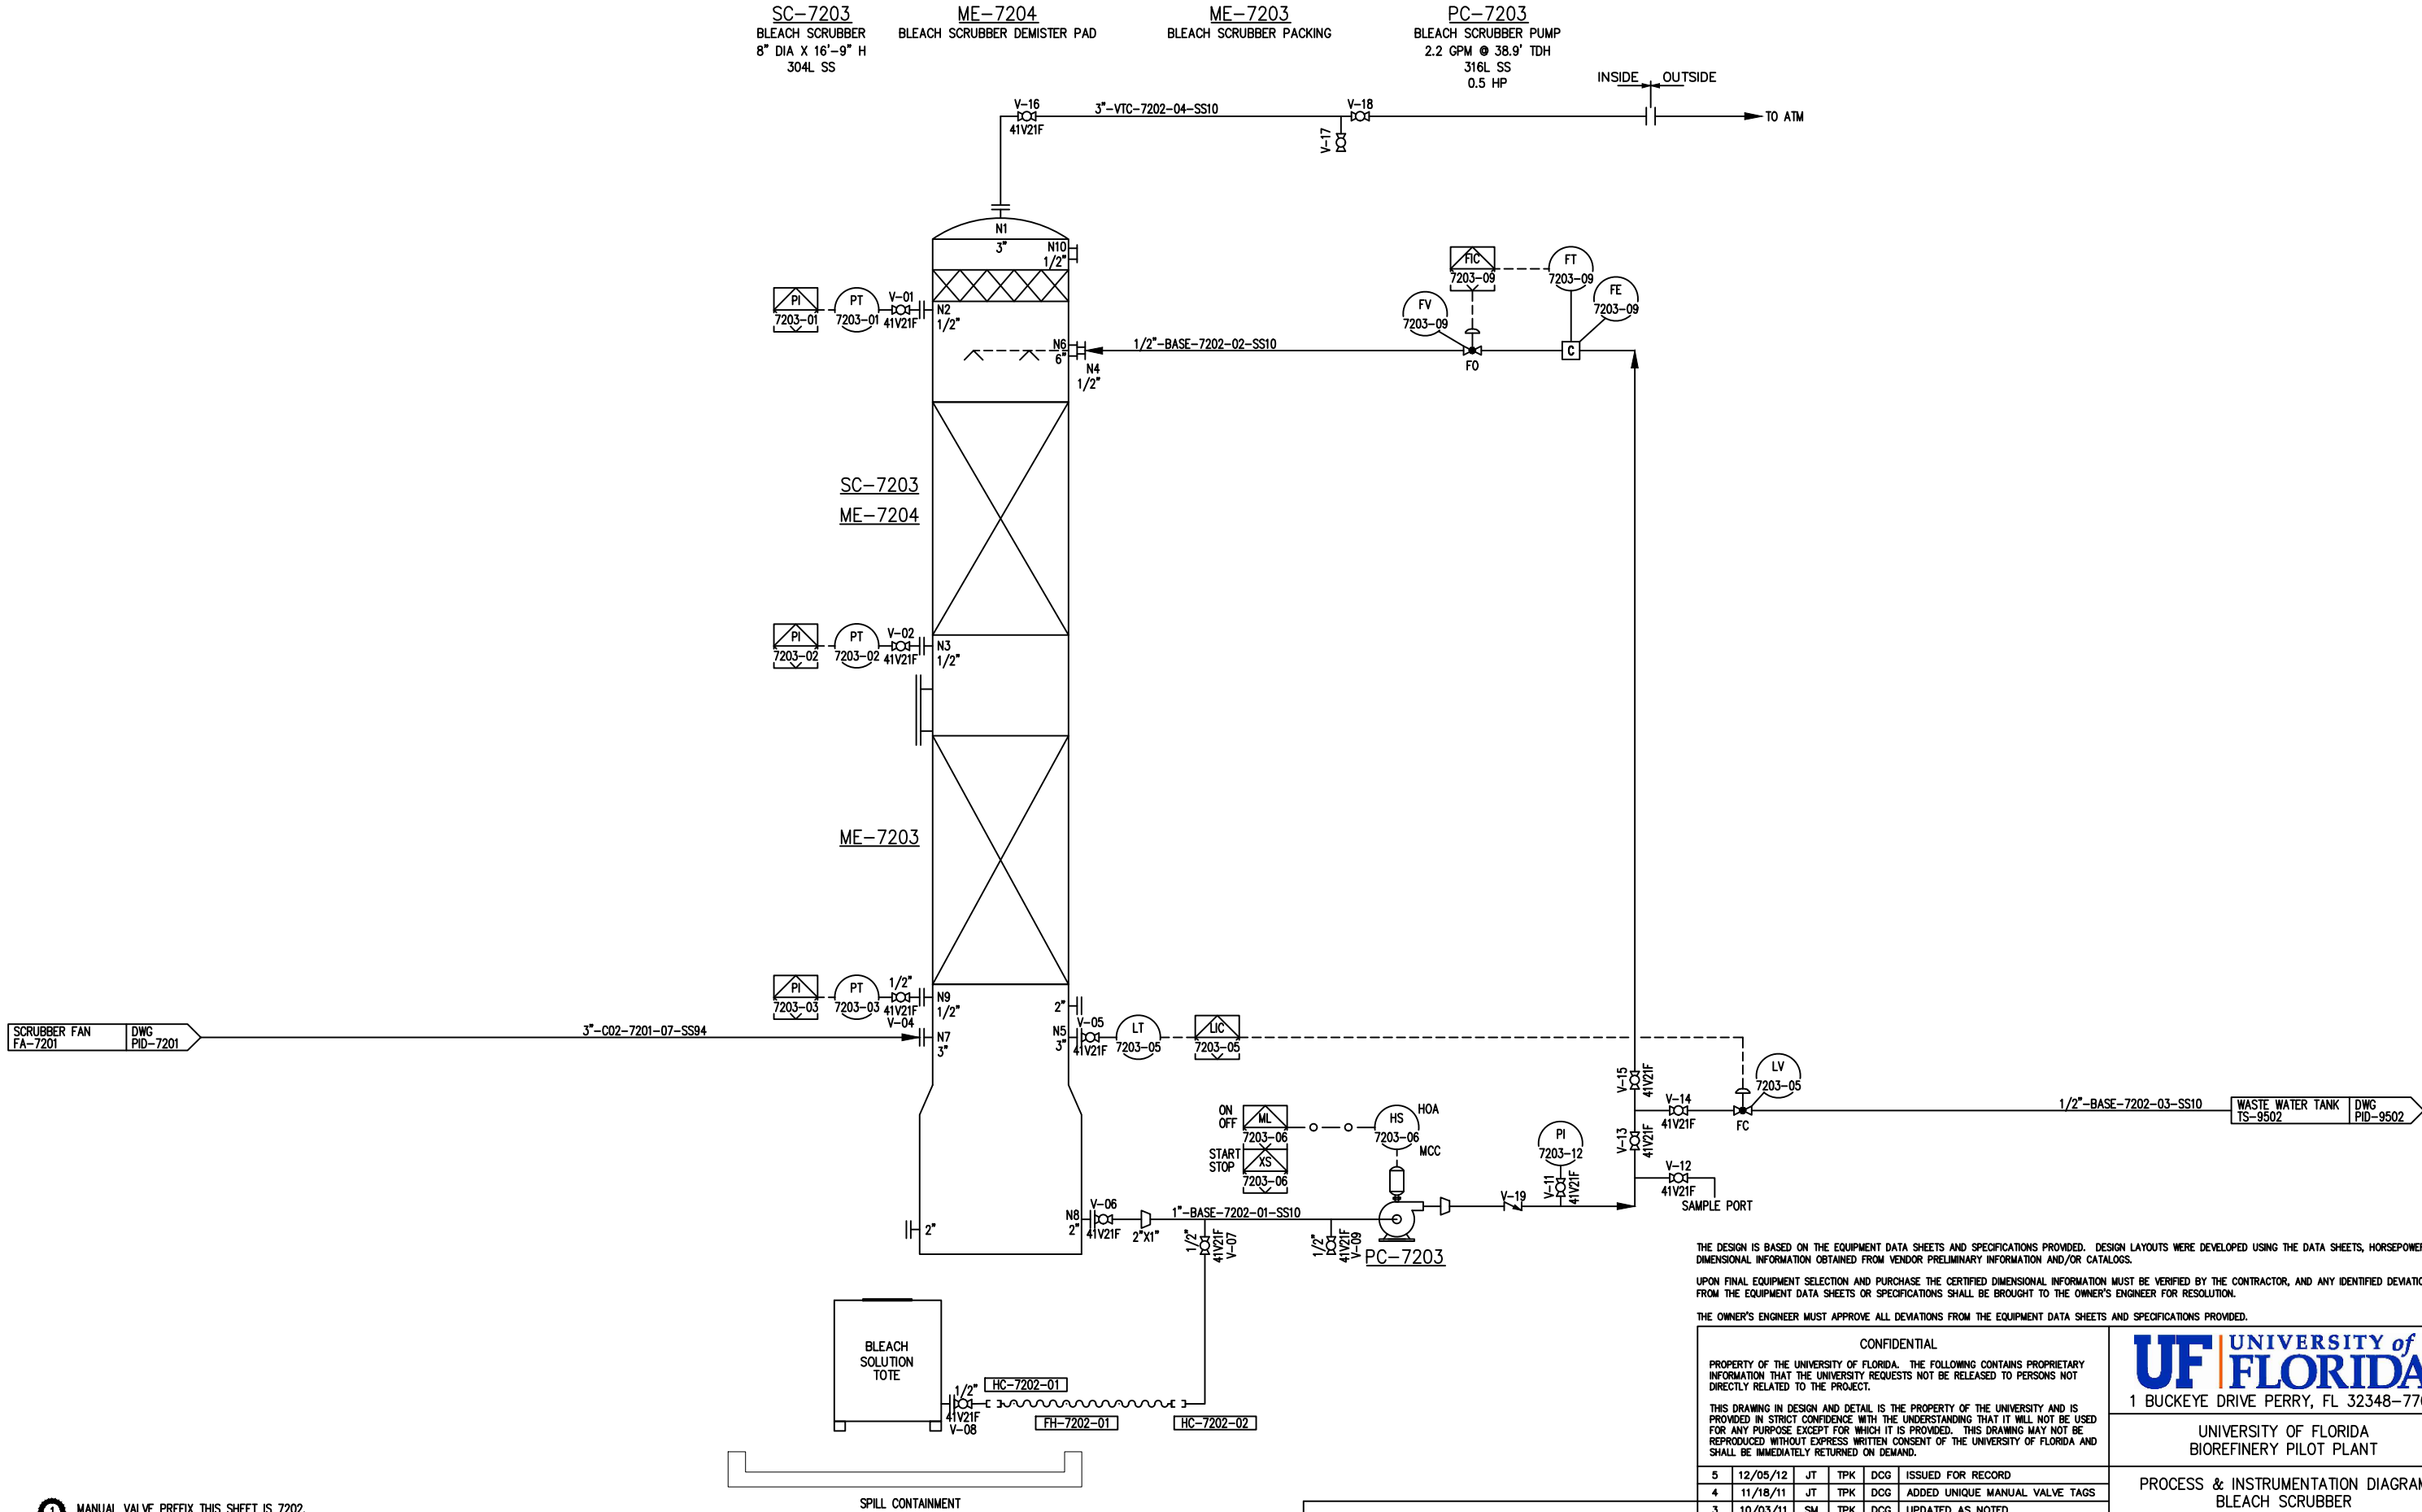 SC-7203
BLEACH SCRUBBER
8" DIA X 16'-9" H
304L SS
ME-7204
BLEACH SCRUBBER DEMISTER PAD
ME-7203
BLEACH SCRUBBER PACKING
PC-7203
BLEACH SCRUBBER PUMP
2.2 GPM @ 38.9' TDH
316L SS
0.5 HP
INSIDE
OUTSIDE
V-16
41V21F
3"-VTC-7202-04-SS10
V-17
V-18
TO ATM
N1
3"
N10
1/2"
PI
7203-01
PT
7203-01
V-01
41V21F
N2
1/2"
N6
6"
N4
1/2"
1/2"-BASE-7202-02-SS10
FV
7203-09
FIC
7203-09
FT
7203-09
FE
7203-09
FO
C
SC-7203
ME-7204
PI
7203-02
PT
7203-02
V-02
41V21F
N3
1/2"
ME-7203
PI
7203-03
PT
7203-03
1/2"
41V21F
V-04
N9
1/2"
SCRUBBER FAN
FA-7201
DWG
PID-7201
3"-CO2-7201-07-SS94
N7
3"
2"
N5
3"
V-05
41V21F
LT
7203-05
LIC
7203-05
LV
7203-05
FC
V-15
41V21F
V-14
41V21F
V-13
41V21F
V-12
41V21F
SAMPLE PORT
1/2"-BASE-7202-03-SS10
WASTE WATER TANK
TS-9502
DWG
PID-9502
ON
OFF
ML
7203-06
START
STOP
XS
7203-06
HS
7203-06
HOA
MCC
PI
7203-12
V-11
41V21F
V-19
2"
N8
2"
V-06
41V21F
2"X1"
1"-BASE-7202-01-SS10
1/2"
41V21F
V-07
1/2"
41V21F
V-09
PC-7203
BLEACH
SOLUTION
TOTE
1/2"
41V21F
V-08
HC-7202-01
FH-7202-01
HC-7202-02
SPILL CONTAINMENT
1
MANUAL VALVE PREFIX THIS SHEET IS 7202.
THE DESIGN IS BASED ON THE EQUIPMENT DATA SHEETS AND SPECIFICATIONS PROVIDED. DESIGN LAYOUTS WERE DEVELOPED USING THE DATA SHEETS, HORSEPOWER
DIMENSIONAL INFORMATION OBTAINED FROM VENDOR PRELIMINARY INFORMATION AND/OR CATALOGS.
UPON FINAL EQUIPMENT SELECTION AND PURCHASE THE CERTIFIED DIMENSIONAL INFORMATION MUST BE VERIFIED BY THE CONTRACTOR, AND ANY IDENTIFIED
FROM THE EQUIPMENT DATA SHEETS OR SPECIFICATIONS SHALL BE BROUGHT TO THE OWNER'S ENGINEER FOR RESOLUTION.
THE OWNER'S ENGINEER MUST APPROVE ALL DEVIATIONS FROM THE EQUIPMENT DATA SHEETS AND SPECIFICATIONS PROVIDED.
CONFIDENTIAL
PROPERTY OF THE UNIVERSITY OF FLORIDA. THE FOLLOWING CONTAINS PROPRIETARY
INFORMATION THAT THE UNIVERSITY REQUESTS NOT BE RELEASED TO PERSONS NOT
DIRECTLY RELATED TO THE PROJECT.
THIS DRAWING IN DESIGN AND DETAIL IS THE PROPERTY OF THE UNIVERSITY AND IS
PROVIDED IN STRICT CONFIDENCE WITH THE UNDERSTANDING THAT IT WILL NOT BE USED
FOR ANY PURPOSE EXCEPT FOR WHICH IT IS PROVIDED. THIS DRAWING MAY NOT BE
REPRODUCED WITHOUT EXPRESS WRITTEN CONSENT OF THE UNIVERSITY OF FLORIDA AND
SHALL BE IMMEDIATELY RETURNED ON DEMAND.
5 12/05/12 JT TPK DCG ISSUED FOR RECORD
4 11/18/11 JT TPK DCG ADDED UNIQUE MANUAL VALVE TAGS
3 10/03/11 SM TPK DCG UPDATED AS NOTED
UF UNIVERSITY of
FLORIDA
1 BUCKEYE DRIVE PERRY, FL
UNIVERSITY OF FLORIDA
BIOREFINERY PILOT PLANT
PROCESS & INSTRUMENTATION DIAGRAM
BLEACH SCRUBBER